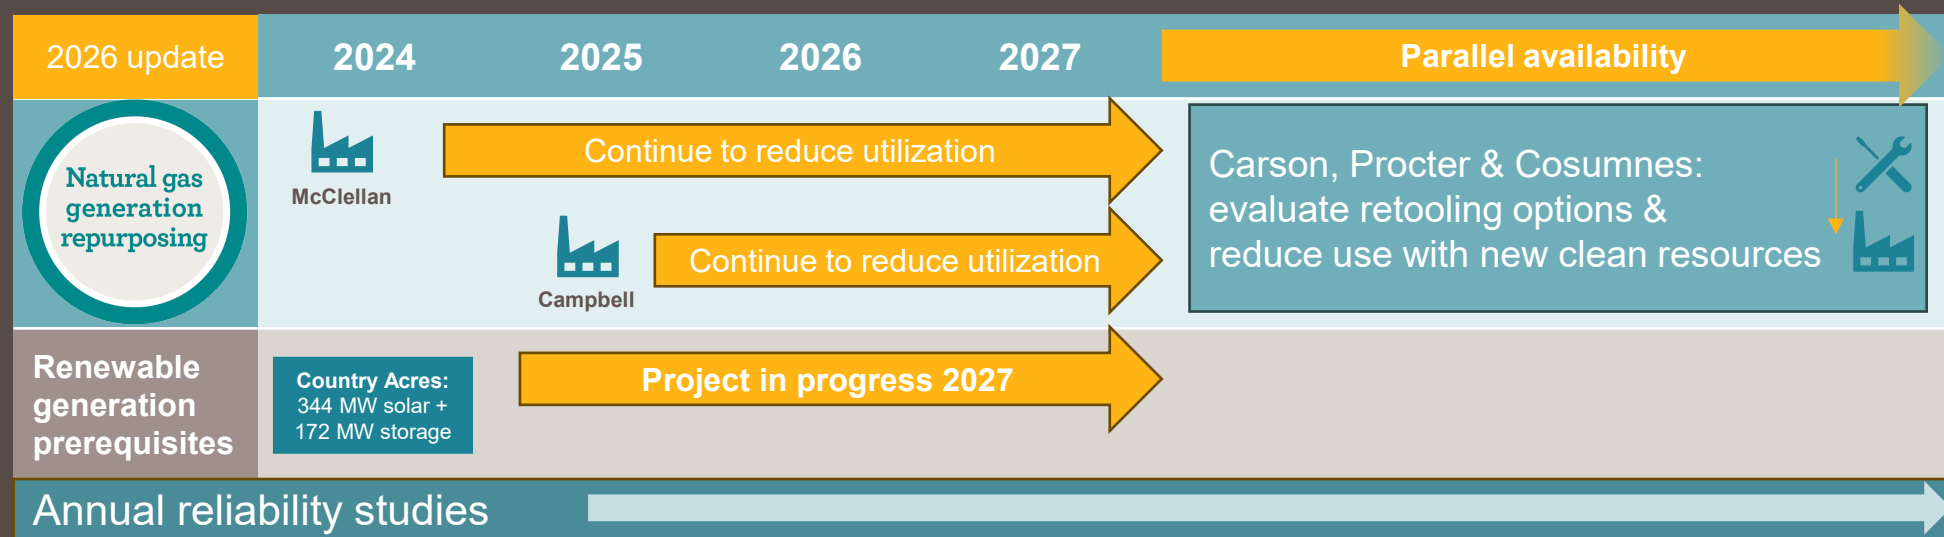 2026 update
2024
2025
2026
2027
Parallel availability
Natural gas
generation
repurposing
McClellan
Continue to reduce utilization
Campbell
Continue to reduce utilization
Carson, Procter & Cosumnes:
evaluate retooling options &
reduce use with new clean resources
Renewable
generation
prerequisites
Country Acres:
344 MW solar +
172 MW storage
Project in progress 2027
Annual reliability studies